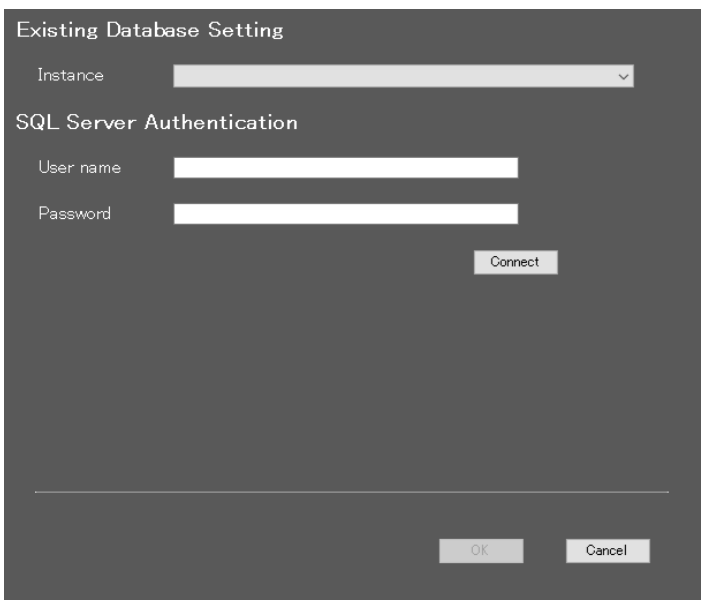 Existing Database Setting
Instance
SQL Server Authentication
User name
Password
Connect
OK
Cancel